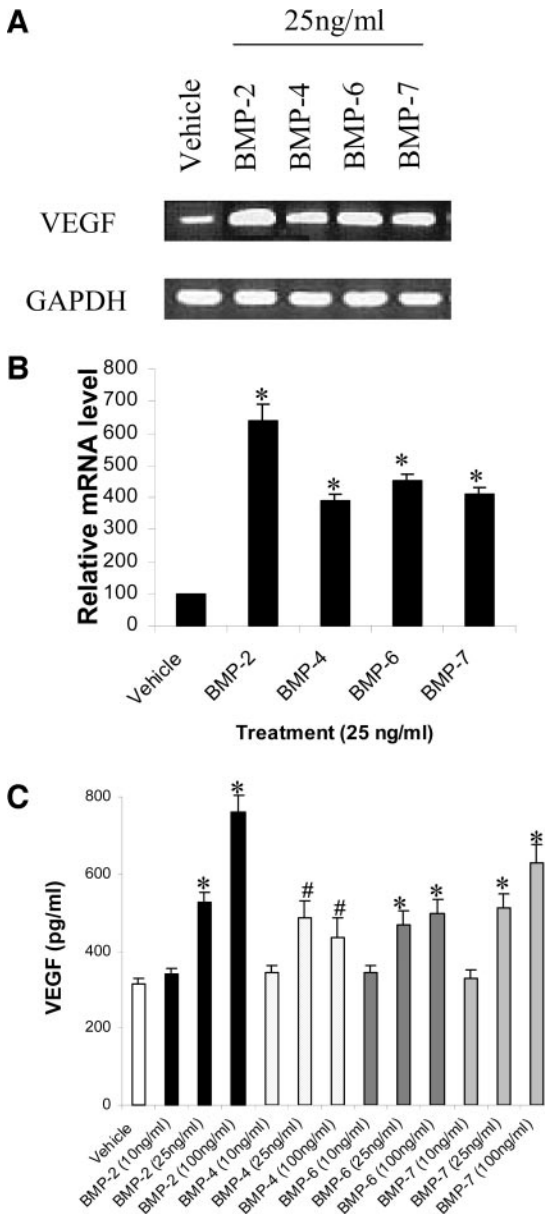 A
25ng/ml
Vehicle
BMP-2
BMP-4
BMP-6
BMP-7
VEGF
GAPDH
B
Relative mRNA level
800
700
600
500
400
300
200
100
0
*
*
*
*
Vehicle
BMP-2
BMP-4
BMP-6
BMP-7
Treatment (25 ng/ml)
C
VEGF (pg/ml)
800
600
400
200
0
*
*
#
#
*
*
*
*
Vehicle
BMP-2 (10ng/ml)
BMP-2 (25ng/ml)
BMP-2 (100ng/ml)
BMP-4 (10ng/ml)
BMP-4 (25ng/ml)
BMP-4 (100ng/ml)
BMP-6 (10ng/ml)
BMP-6 (25ng/ml)
BMP-6 (100ng/ml)
BMP-7 (10ng/ml)
BMP-7 (25ng/ml)
BMP-7 (100ng/ml)